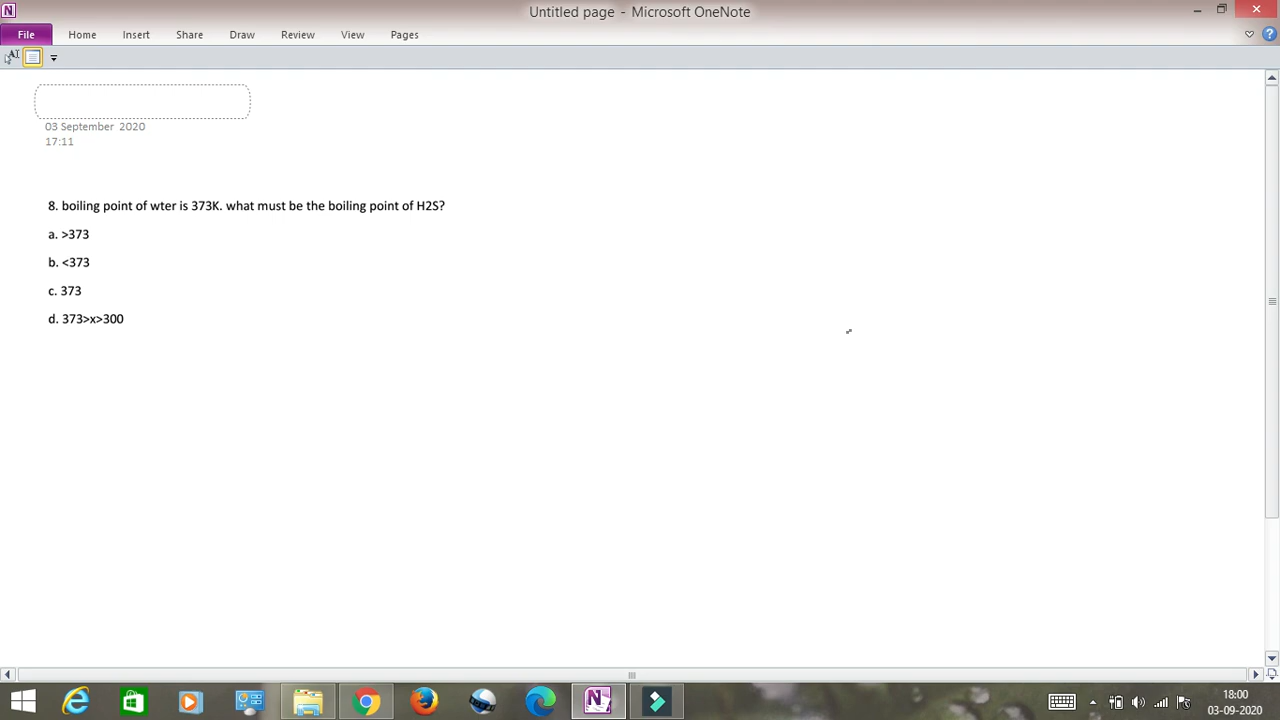 Untitled page - Microsoft OneNote
File Home Insert Share Draw Review View Pages
03 September 2020
17:11
8. boiling point of wter is 373K. what must be the boiling point of H2S?
a. >373
b. <373
c. 373
d. 373>x>300
18:00
03-09-2020